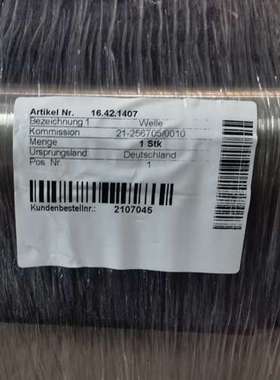 Artikel Nr. 16.42.1407
Bezeichnung 1 Welle
Kommission 21-256705/0010
Menge 1 Stk
Ursprungsland Deutschland
Pos Nr. 1
Kundenbestellnr.: 2107045